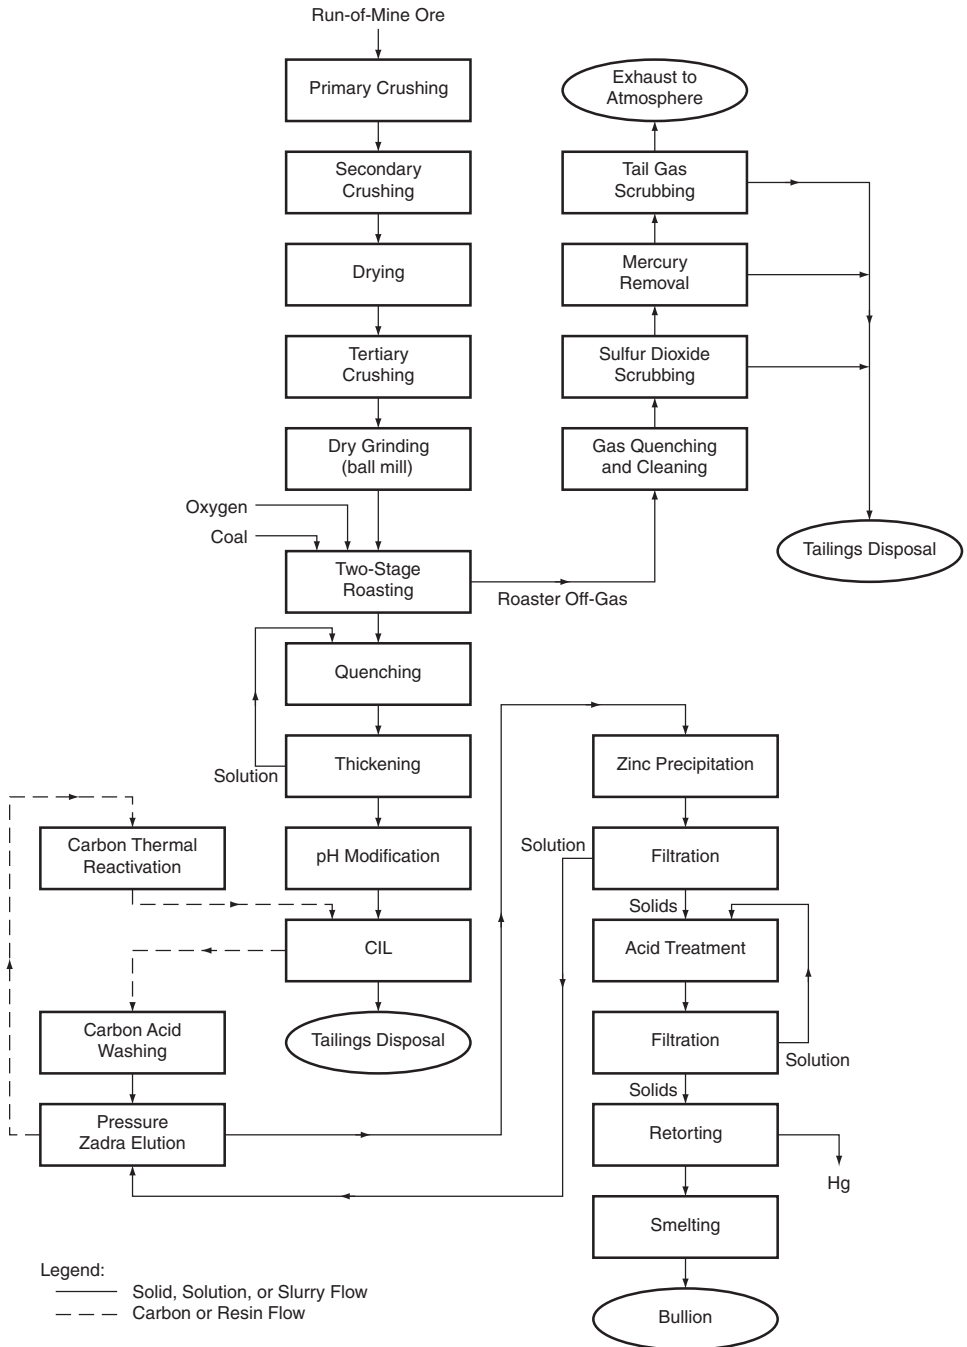 Run-of-Mine Ore
Primary Crushing
Secondary
Crushing
Drying
Tertiary
Crushing
Dry Grinding
(ball mill)
Oxygen
Coal
Two-Stage
Roasting
Roaster Off-Gas
Exhaust to
Atmosphere
Tail Gas
Scrubbing
Mercury
Removal
Sulfur Dioxide
Scrubbing
Gas Quenching
and Cleaning
Tailings Disposal
Quenching
Thickening
Solution
pH Modification
CIL
Tailings Disposal
Carbon Thermal
Reactivation
Carbon Acid
Washing
Pressure
Zadra Elution
Zinc Precipitation
Solution
Filtration
Solids
Acid Treatment
Filtration
Solution
Solids
Retorting
Hg
Smelting
Bullion
Legend:
Solid, Solution, or Slurry Flow
Carbon or Resin Flow